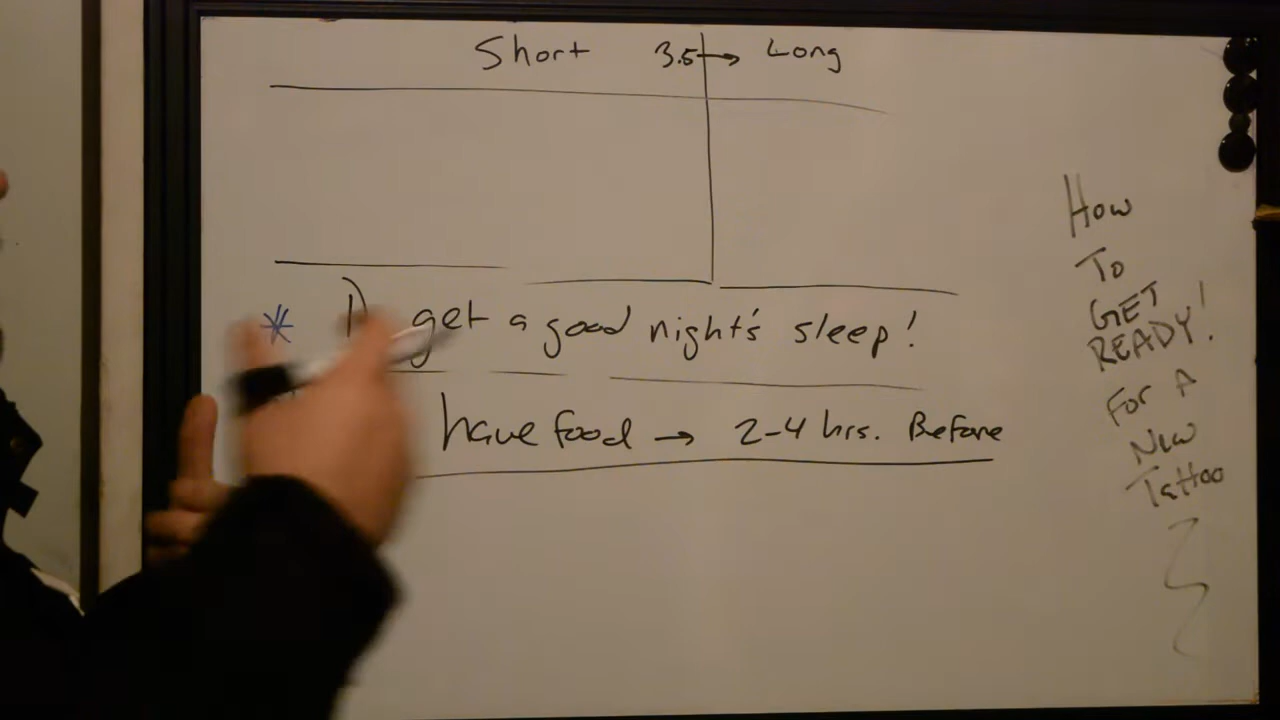 Short 3.5 → Long
* 1) get a good night's sleep!
have food → 2-4 hrs. Before
How
To
GET
READY!
For A
New
Tattoo